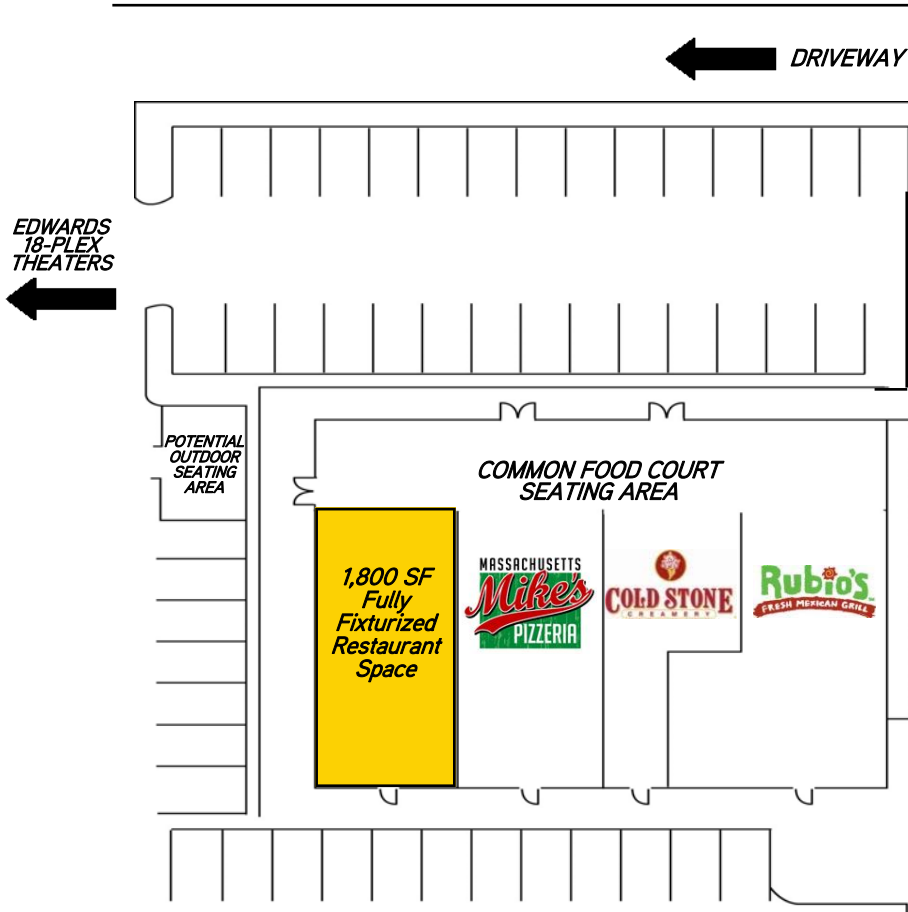 DRIVEWAY
EDWARDS
18-PLEX
THEATERS
POTENTIAL
OUTDOOR
SEATING
AREA
COMMON FOOD COURT
SEATING AREA
1,800 SF
Fully
Fixturized
Restaurant
Space
MASSACHUSETTS
Mike's
PIZZERIA
COLD STONE
CREAMERY
Rubio's
FRESH MEXICAN GRILL